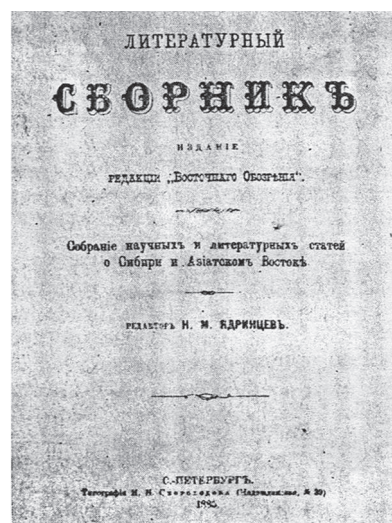 ЛИТЕРАТУРНЫЙ
СБОРНИКЪ
ИЗДАНІЕ
РЕДАКЦІИ „ВОСТОЧНАГО ОБОЗРѢНІЯ“.
Собраніе научныхъ и литературныхъ статей
о Сибири и Азіатскомъ Востокѣ
РЕДАКТОРЪ Н. М. ЯДРИНЦЕВЪ.
С.-ПЕТЕРБУРГЪ.
Типографія И. Н. Скороходова (Надеждинская, № 39)
1885